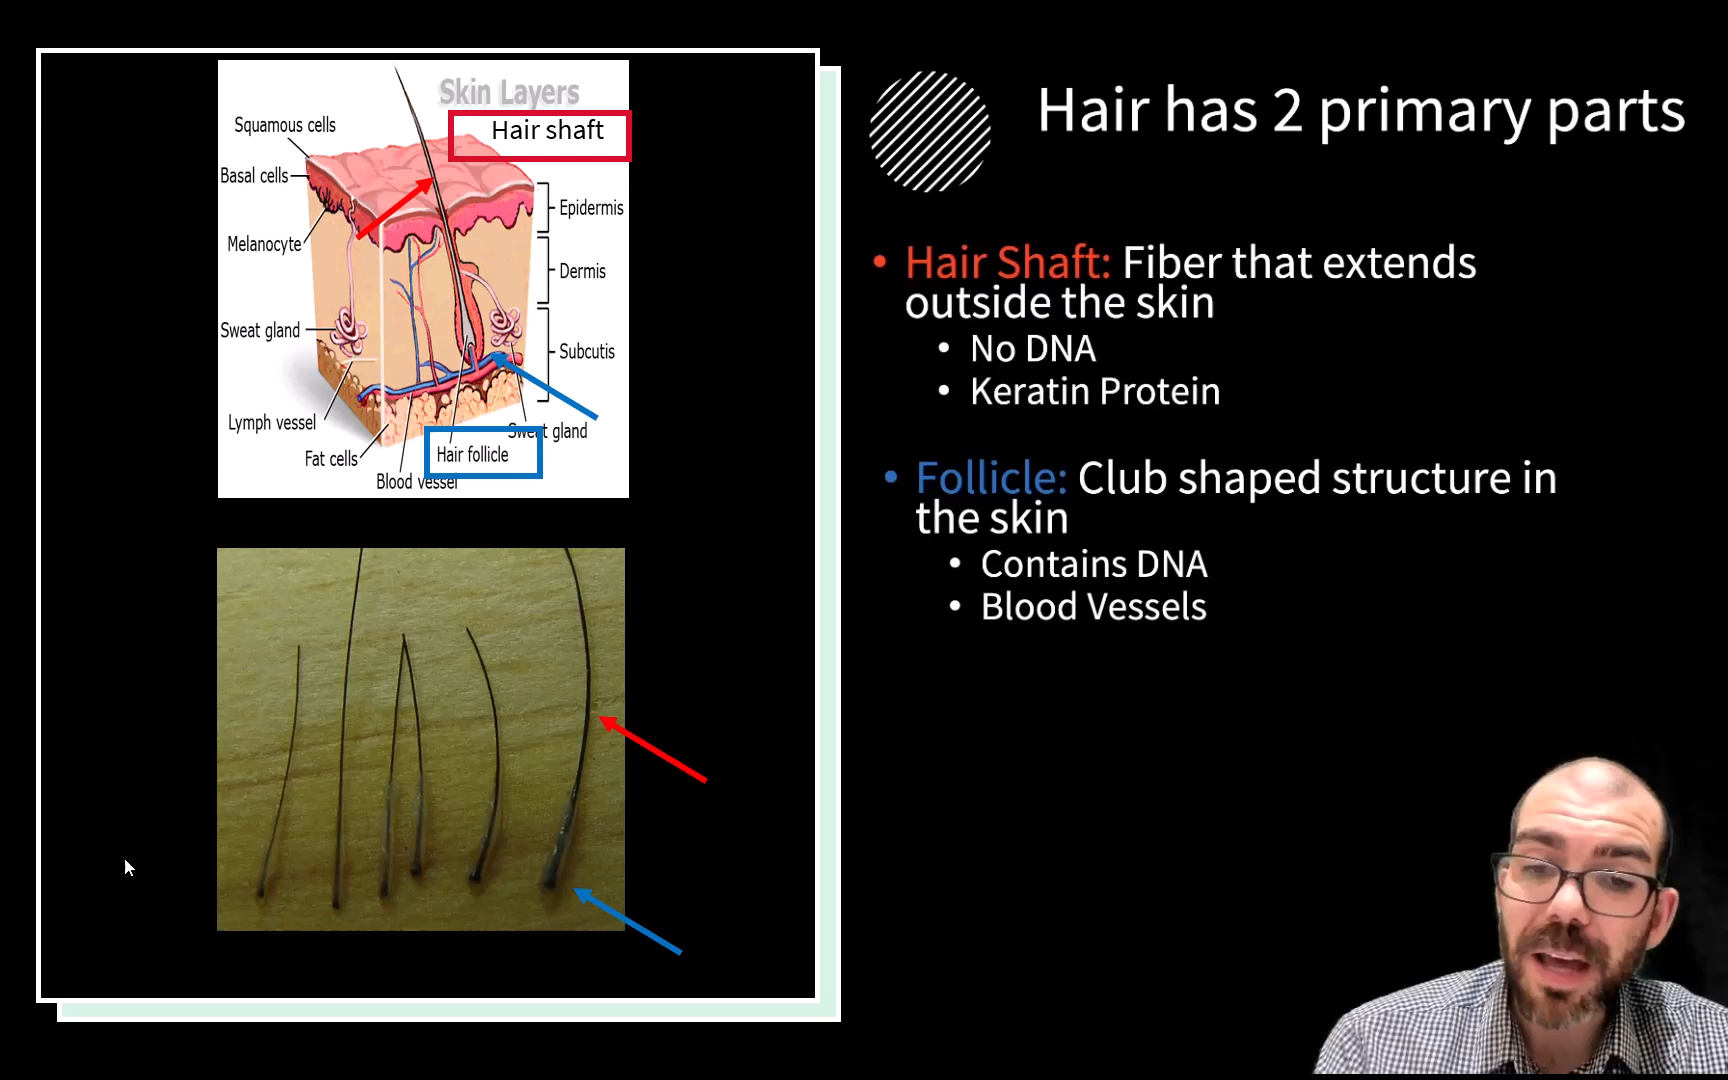 Skin Layers
Hair shaft
Squamous cells
Basal cells
Melanocyte
Sweat gland
Lymph vessel
Fat cells
Blood vessel
Hair follicle
Sweat gland
Epidermis
Dermis
Subcutis
Hair has 2 primary parts
• Hair Shaft: Fiber that extends
outside the skin
• No DNA
• Keratin Protein
• Follicle: Club shaped structure in
the skin
• Contains DNA
• Blood Vessels